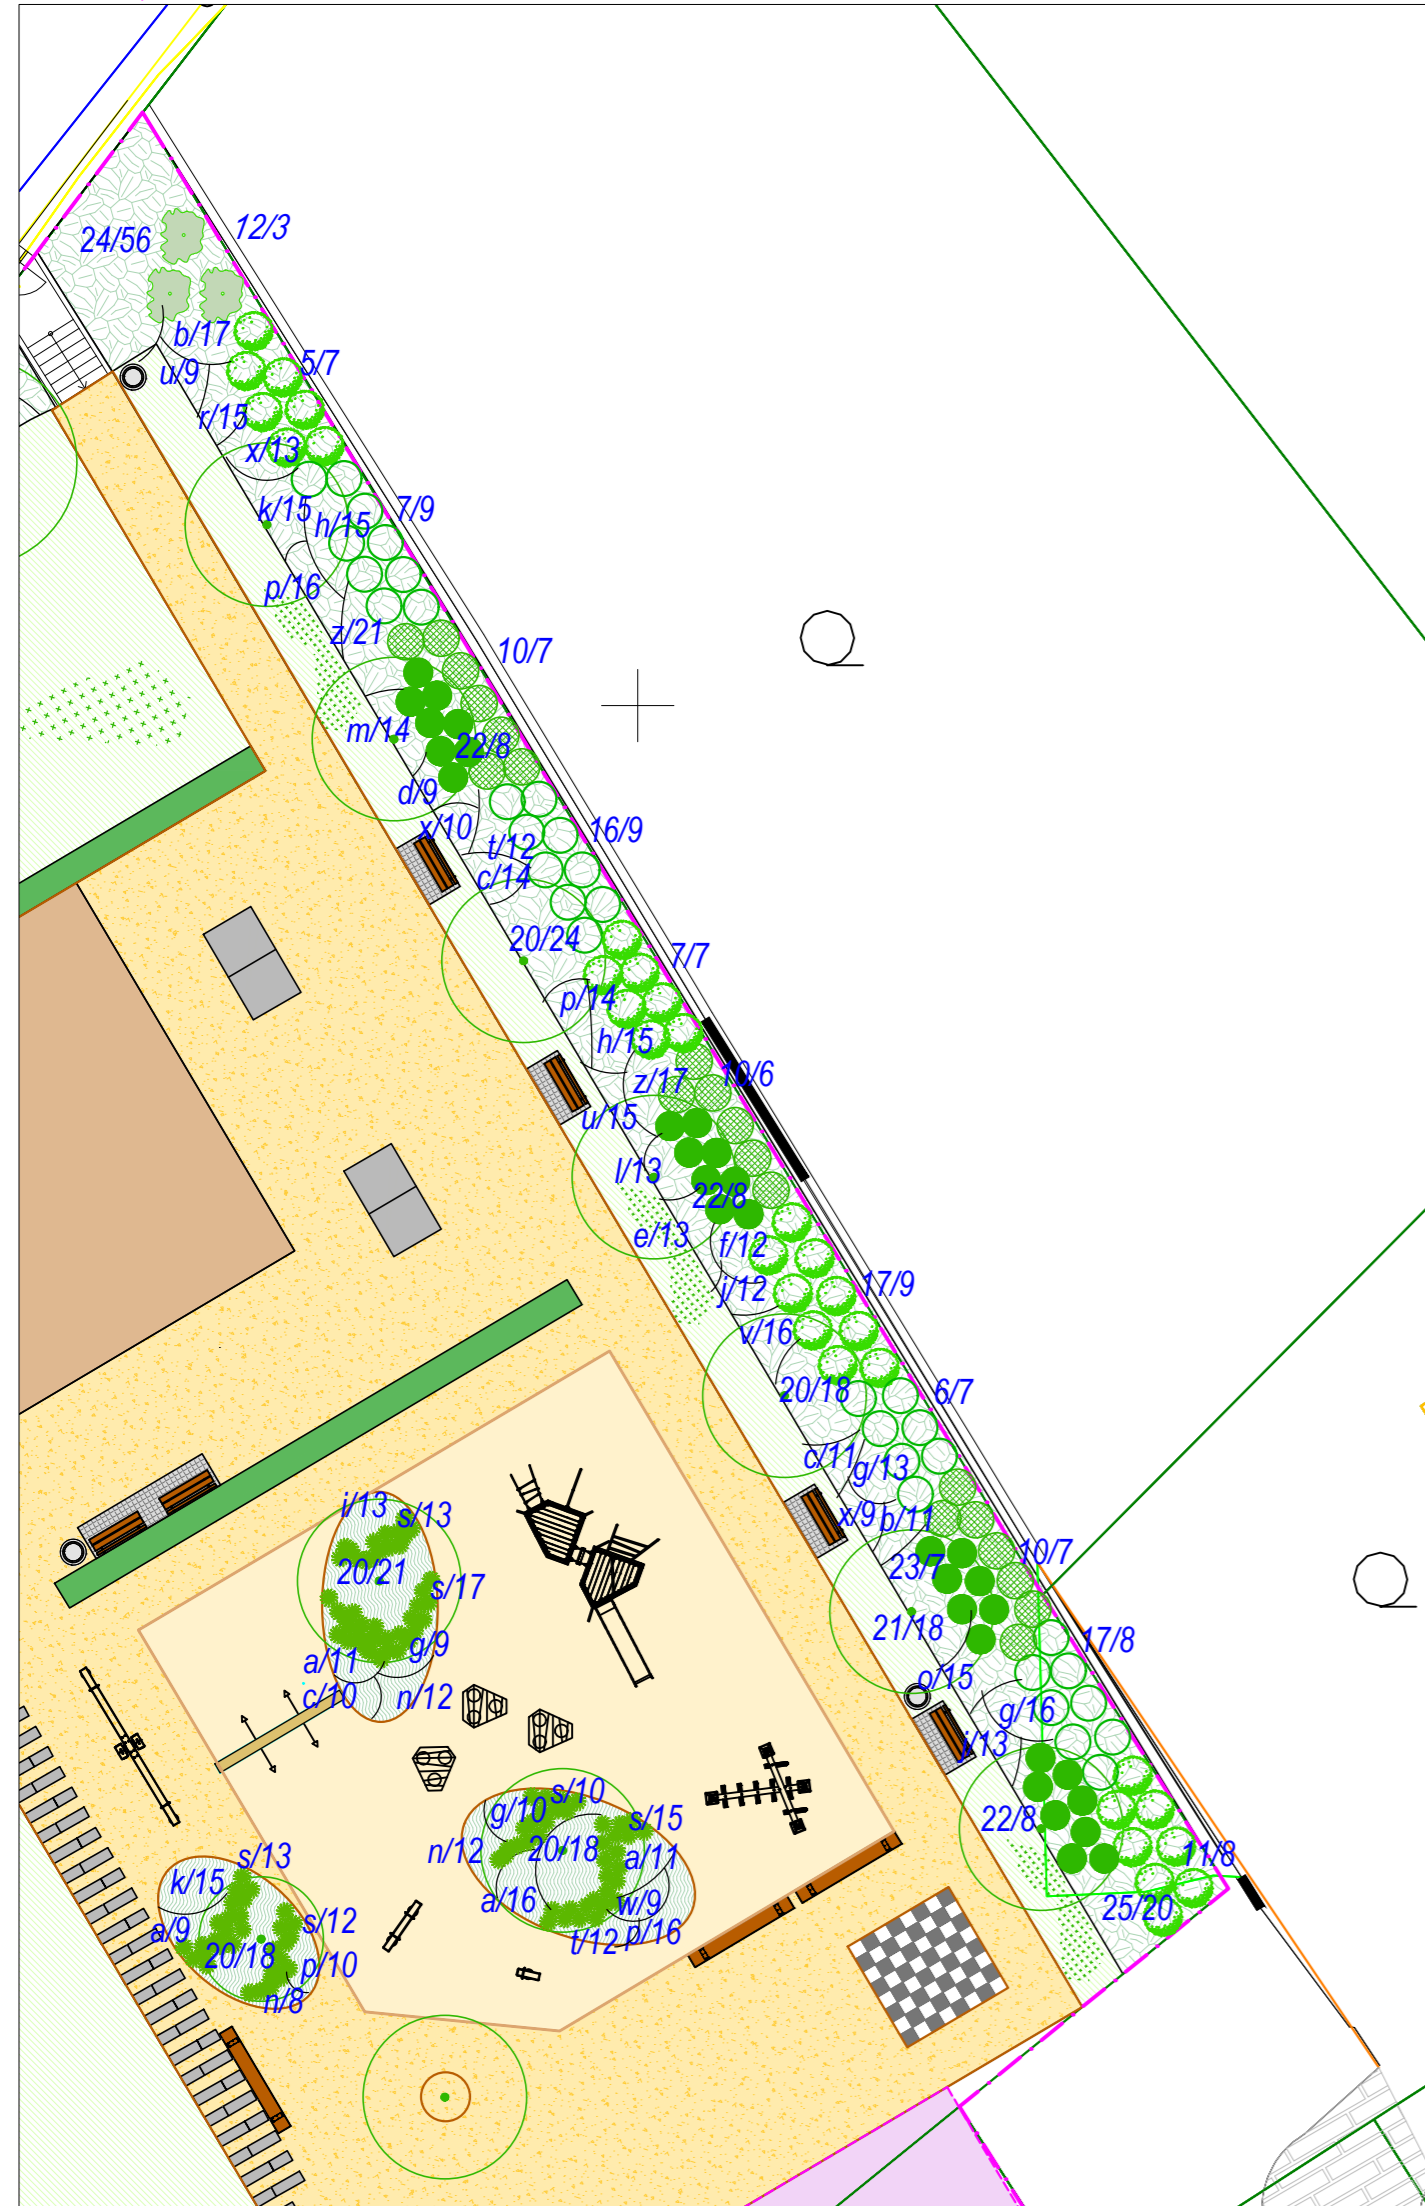 12/3
24/56
b/17
5/7
u/9
r/15
x/13
k/15
7/9
h/15
p/16
z/21
10/7
m/14
22/8
d/9
x/10
16/9
t/12
c/14
20/24
7/7
p/14
h/15
z/17
10/6
u/15
l/13
22/8
e/13
f/12
j/12
17/9
v/16
20/18
6/7
c/11
g/13
x/9
b/11
23/7
10/7
21/18
17/8
o/15
g/16
j/13
22/8
11/8
25/20
i/13
s/13
20/21
s/17
g/9
a/11
c/10
n/12
s/10
g/10
s/15
n/12
20/18
a/11
a/16
w/9
t/12
p/16
s/13
k/15
s/12
a/9
20/18
p/10
n/8